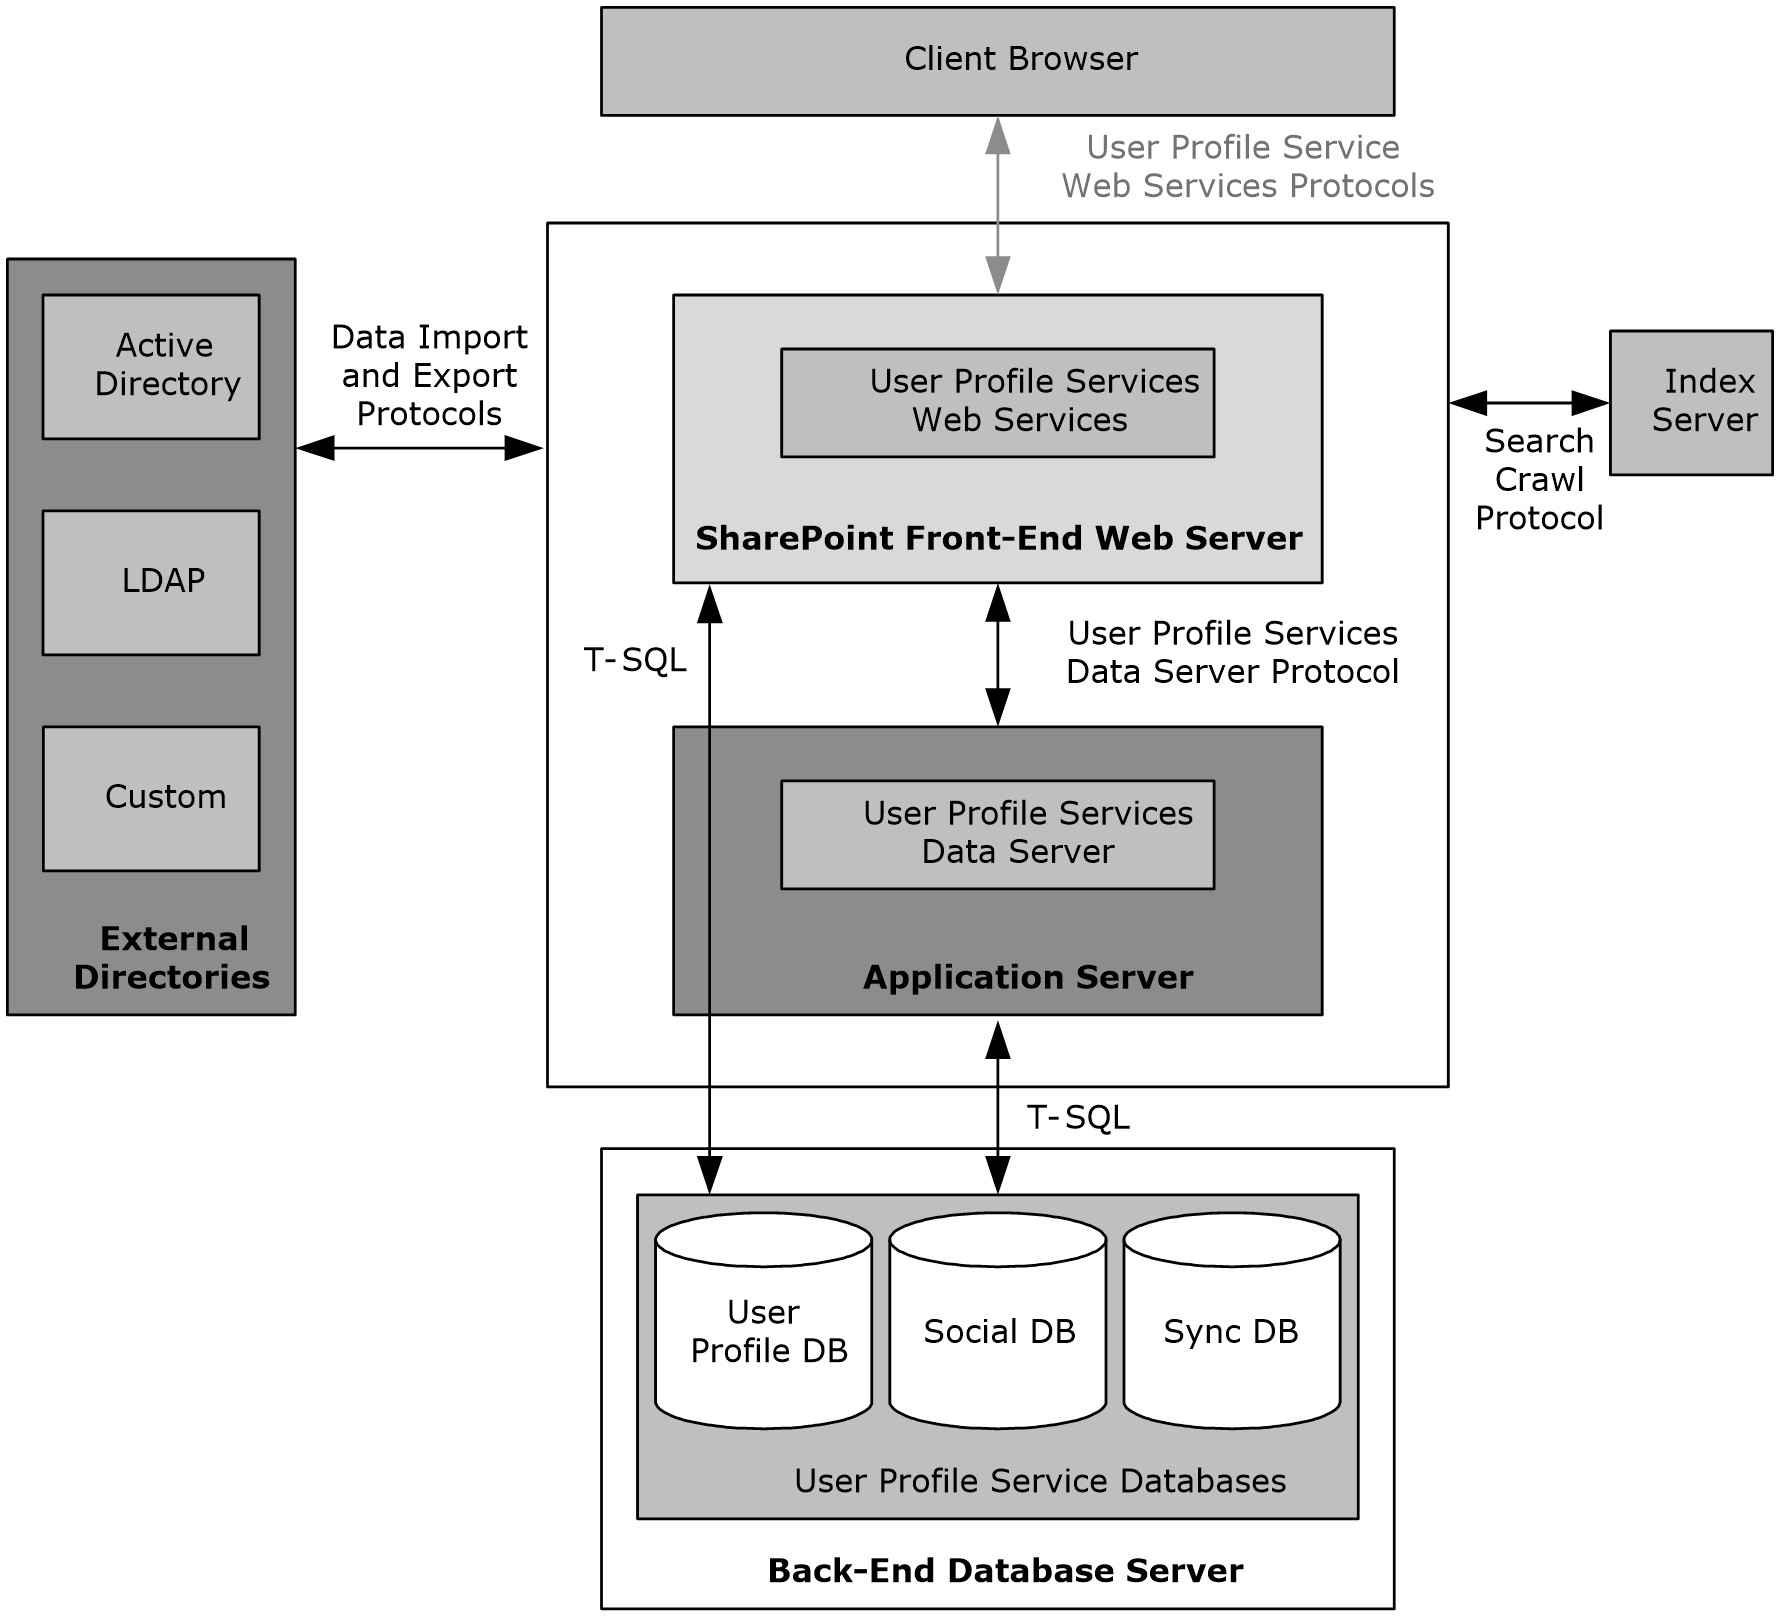 Client Browser
User Profile Service
Web Services Protocols
Active
Directory
LDAP
Custom
External
Directories
Data Import
and Export
Protocols
User Profile Services
Web Services
SharePoint Front-End Web Server
Index
Server
Search
Crawl
Protocol
T-SQL
User Profile Services
Data Server Protocol
User Profile Services
Data Server
Application Server
T-SQL
User
Profile DB
Social DB
Sync DB
User Profile Service Databases
Back-End Database Server